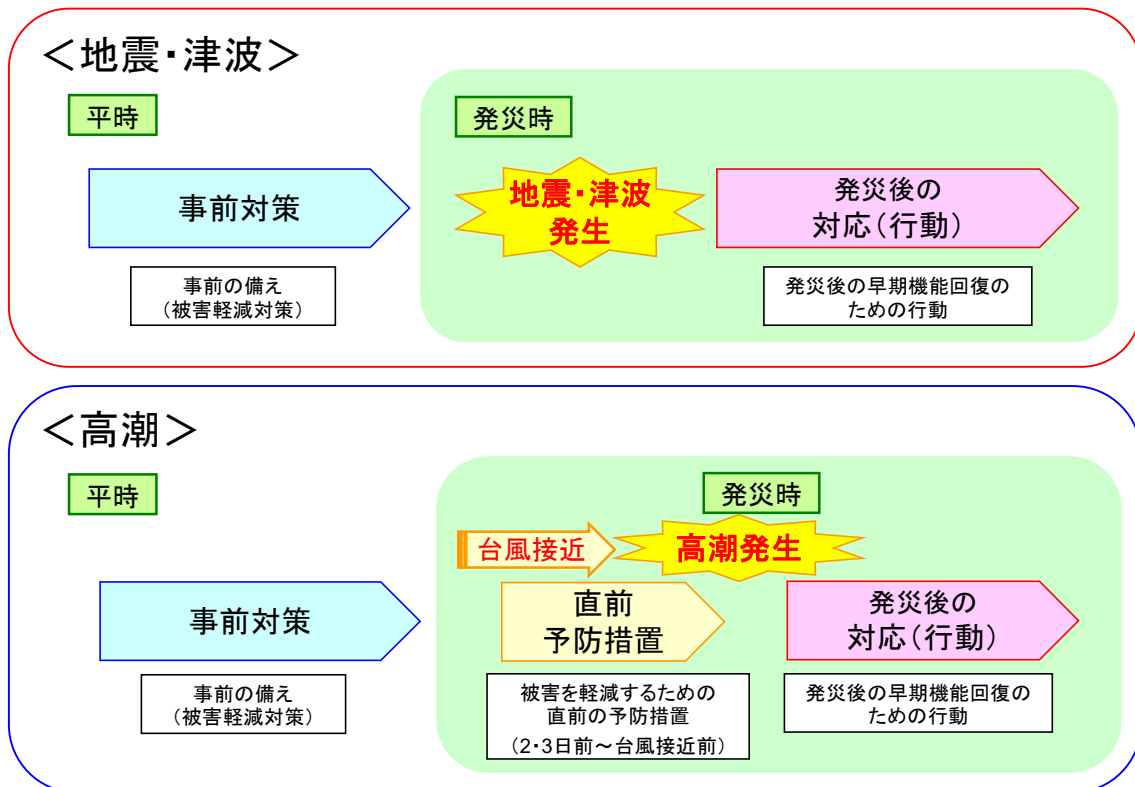 ＜地震・津波＞
平時
発災時
事前対策
地震・津波
発生
発災後の
対応（行動）
事前の備え
（被害軽減対策）
発災後の早期機能回復の
ための行動
＜高潮＞
平時
発災時
台風接近
高潮発生
事前対策
直前
予防措置
発災後の
対応（行動）
事前の備え
（被害軽減対策）
被害を軽減するための
直前の予防措置
（2・3日前～台風接近前）
発災後の早期機能回復の
ための行動